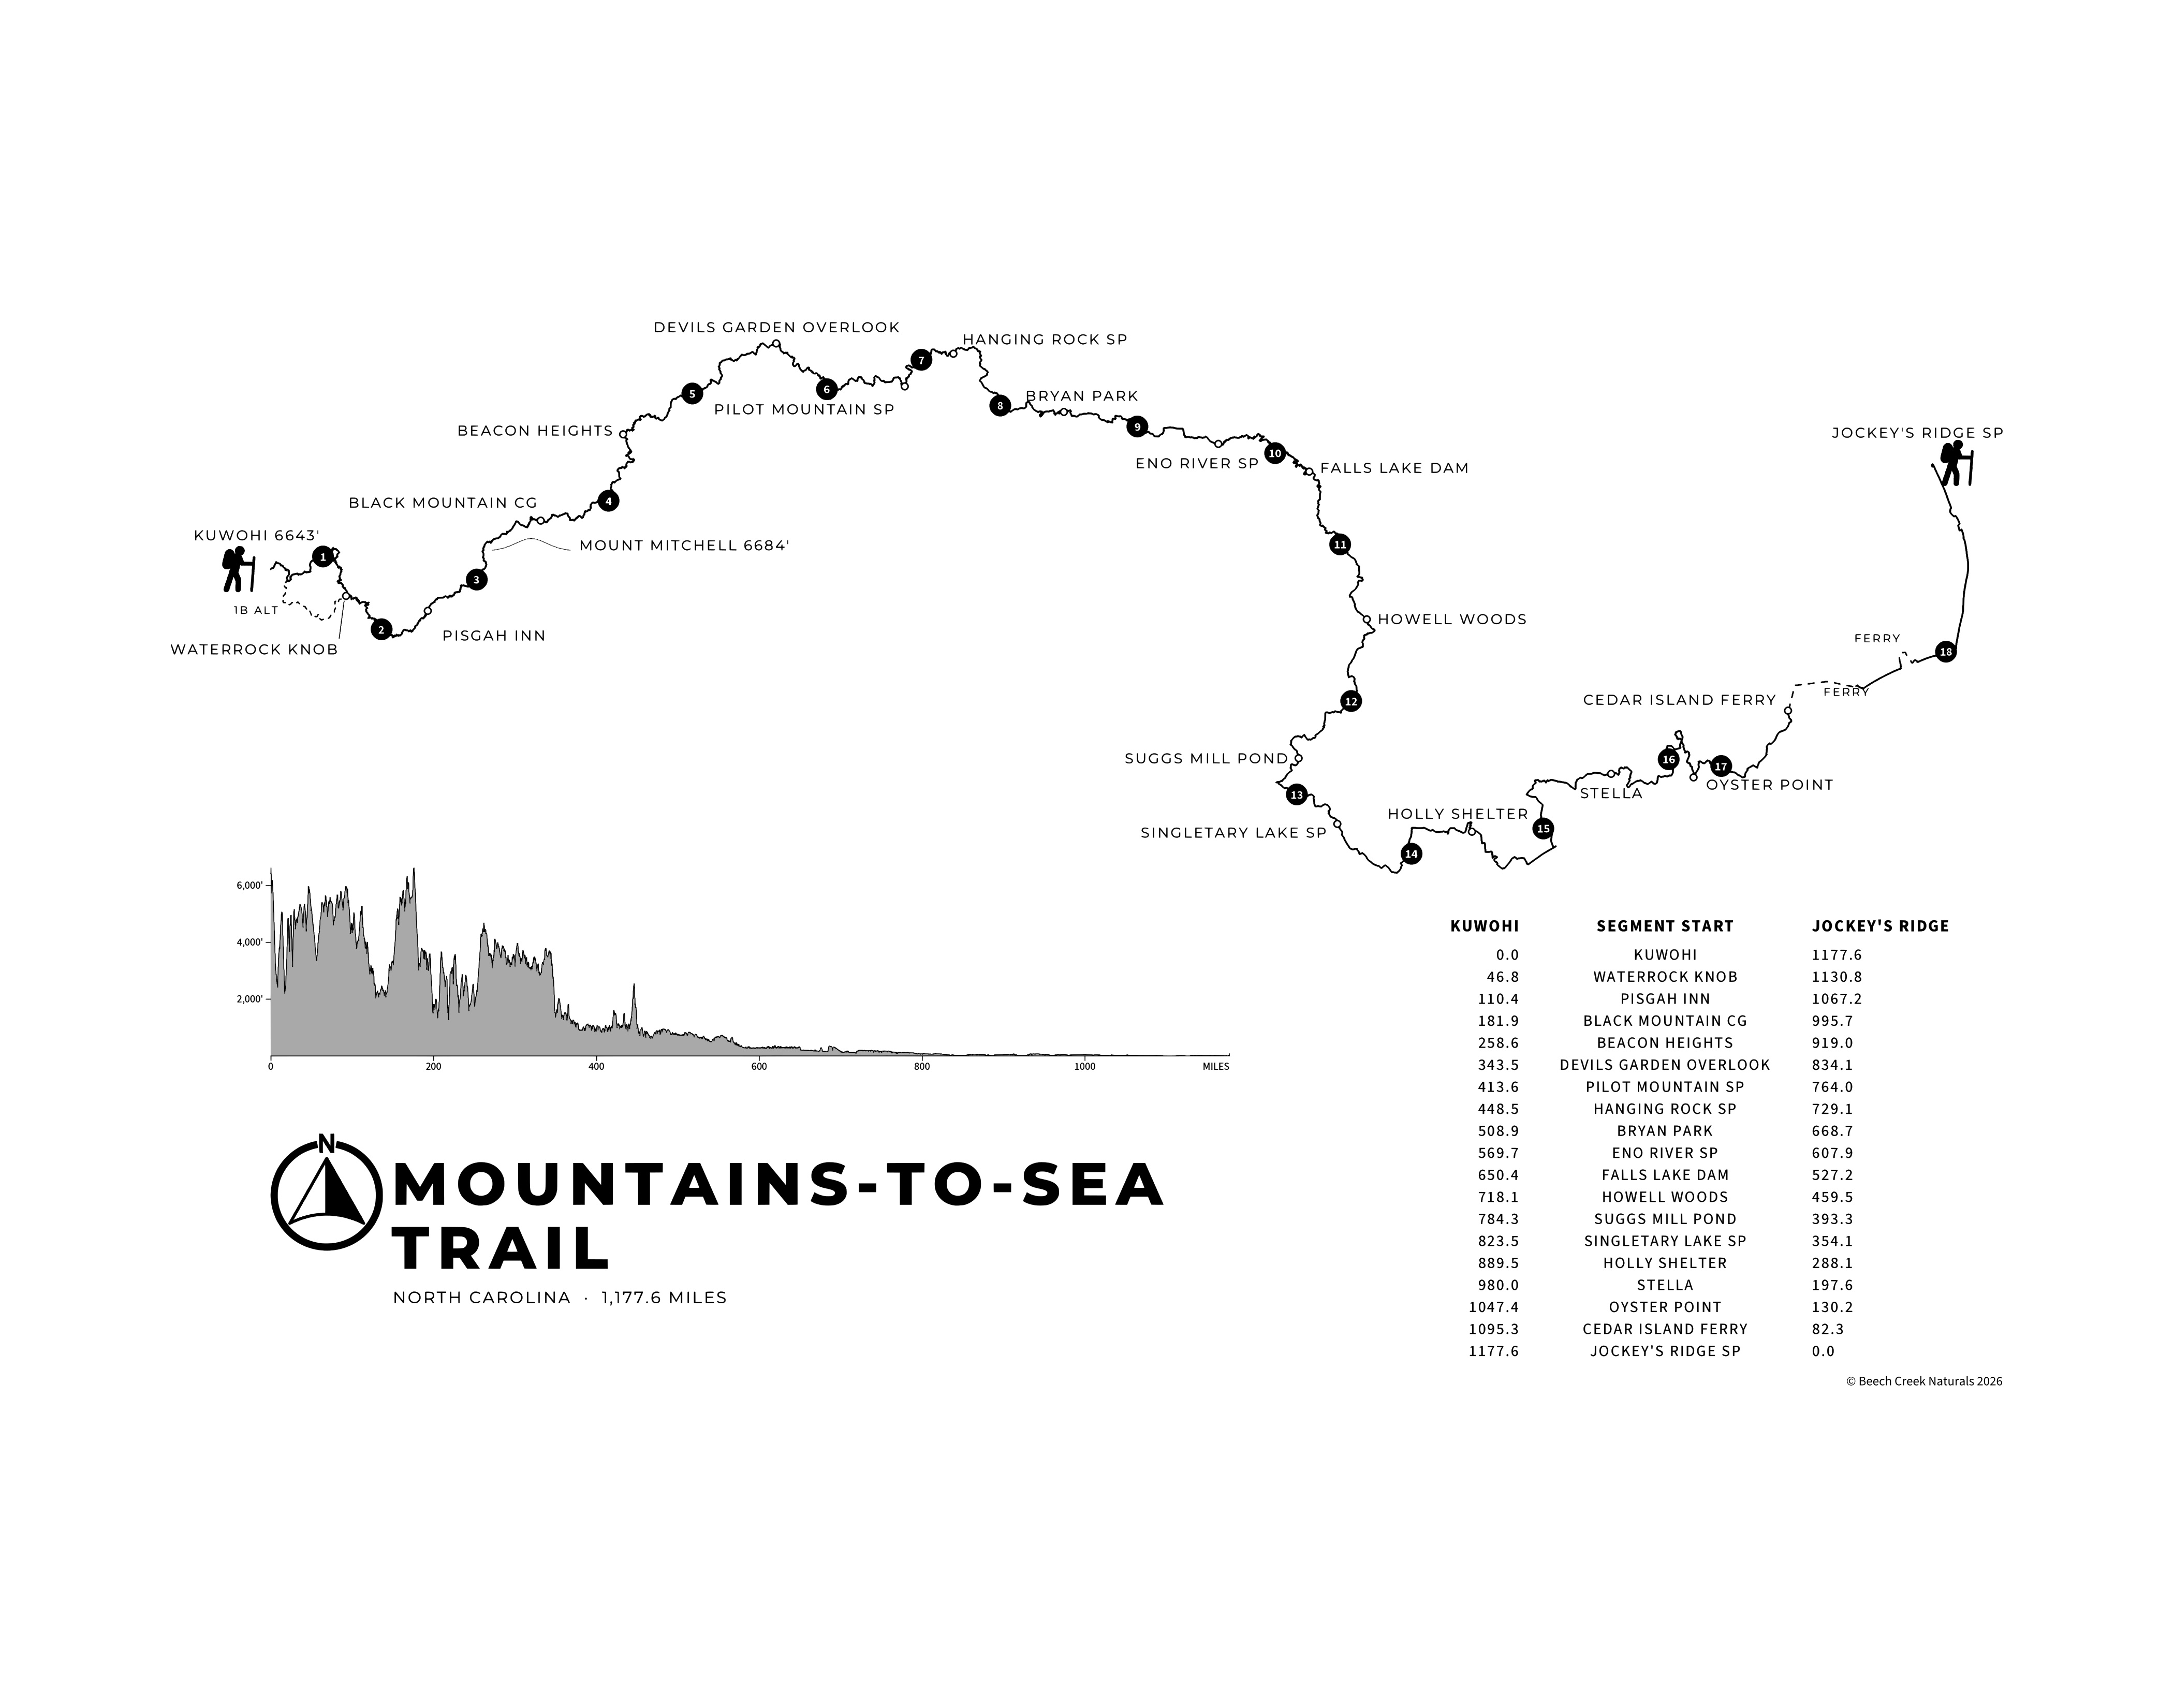 DEVILS GARDEN OVERLOOK
HANGING ROCK SP
7
6
5
PILOT MOUNTAIN SP
8
BRYAN PARK
9
BEACON HEIGHTS
JOCKEY'S RIDGE SP
10
ENO RIVER SP
FALLS LAKE DAM
BLACK MOUNTAIN CG
4
KUWOHI 6643'
1
MOUNT MITCHELL 6684'
11
3
1B ALT
2
PISGAH INN
WATERROCK KNOB
HOWELL WOODS
FERRY
18
FERRY
12
CEDAR ISLAND FERRY
SUGGS MILL POND
16
17
OYSTER POINT
STELLA
13
HOLLY SHELTER
15
SINGLETARY LAKE SP
14
6,000'
4,000'
2,000'
0 200 400 600 800 1000 MILES
N
MOUNTAINS-TO-SEA
TRAIL
NORTH CAROLINA · 1,177.6 MILES
KUWOHI SEGMENT START JOCKEY'S RIDGE
0.0 KUWOHI 1177.6
46.8 WATERROCK KNOB 1130.8
110.4 PISGAH INN 1067.2
181.9 BLACK MOUNTAIN CG 995.7
258.6 BEACON HEIGHTS 919.0
343.5 DEVILS GARDEN OVERLOOK 834.1
413.6 PILOT MOUNTAIN SP 764.0
448.5 HANGING ROCK SP 729.1
508.9 BRYAN PARK 668.7
569.7 ENO RIVER SP 607.9
650.4 FALLS LAKE DAM 527.2
718.1 HOWELL WOODS 459.5
784.3 SUGGS MILL POND 393.3
823.5 SINGLETARY LAKE SP 354.1
889.5 HOLLY SHELTER 288.1
980.0 STELLA 197.6
1047.4 OYSTER POINT 130.2
1095.3 CEDAR ISLAND FERRY 82.3
1177.6 JOCKEY'S RIDGE SP 0.0
© Beech Creek Naturals 2026